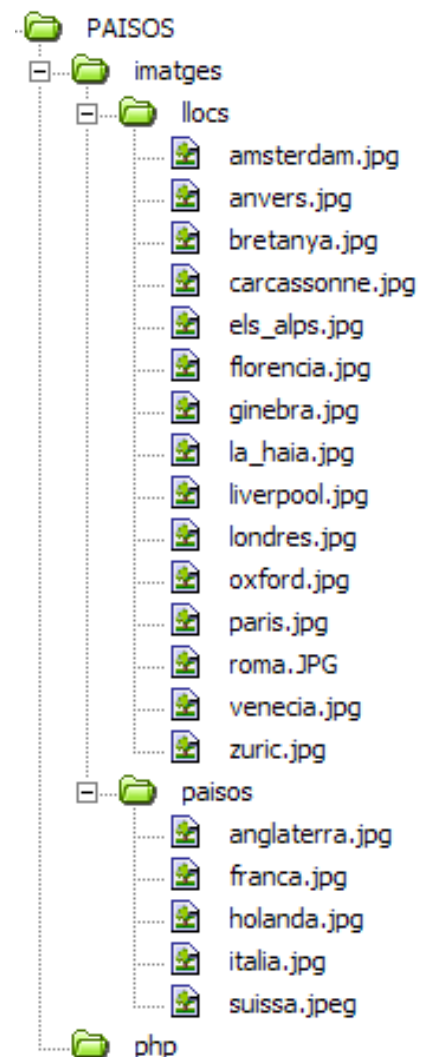 PAISOS
imatges
llocs
amsterdam.jpg
anvers.jpg
bretanya.jpg
carcassonne.jpg
els_alps.jpg
florencia.jpg
ginebra.jpg
la_haia.jpg
liverpool.jpg
londres.jpg
oxford.jpg
paris.jpg
roma.JPG
venecia.jpg
zuric.jpg
paisos
anglaterra.jpg
franca.jpg
holanda.jpg
italia.jpg
suissa.jpeg
php